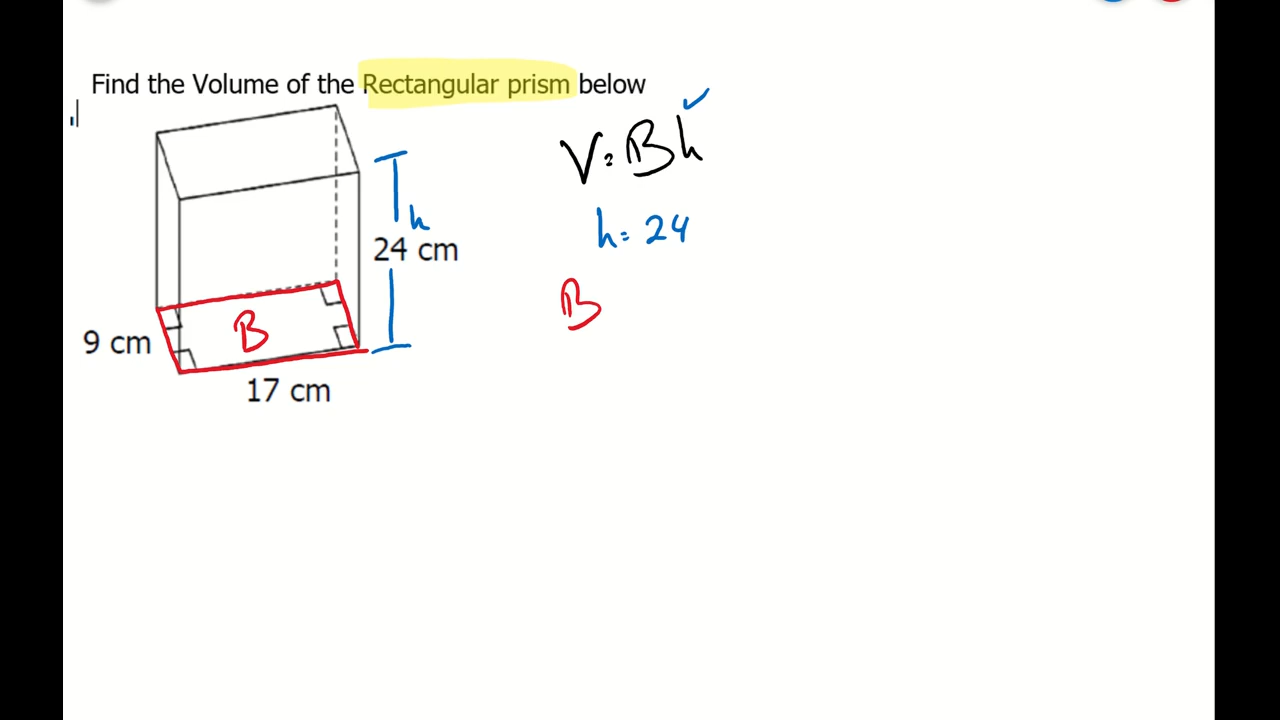 Find the Volume of the Rectangular prism below
V=Bh
h
h=24
24 cm
B
B
9 cm
17 cm